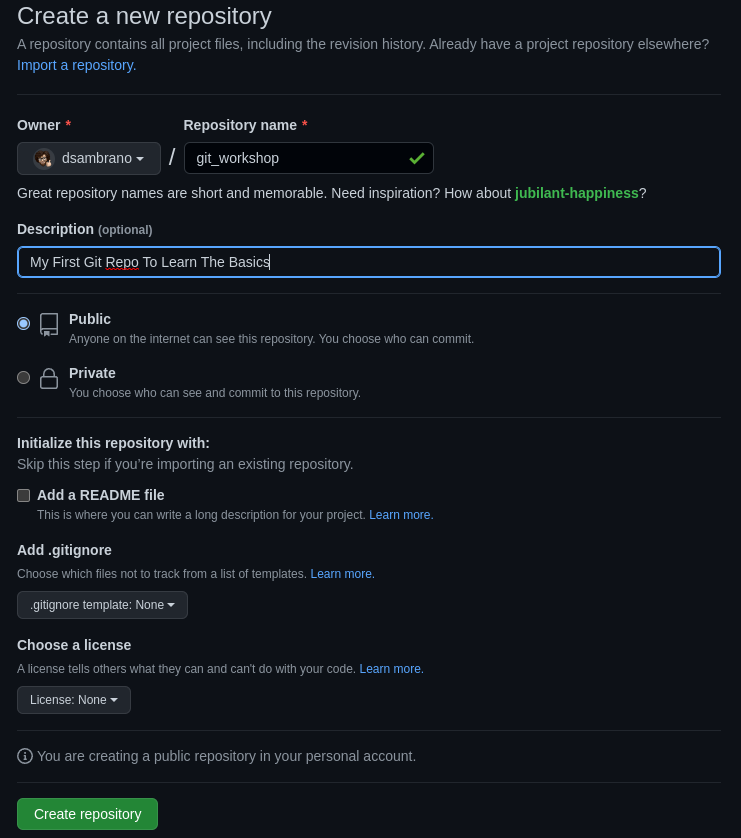 Create a new repository
A repository contains all project files, including the revision history. Already have a project repository elsewhere?
Import a repository.
Owner * Repository name *
dsambrano / git_workshop
Great repository names are short and memorable. Need inspiration? How about jubilant-happiness?
Description (optional)
My First Git Repo To Learn The Basics
Public
Anyone on the internet can see this repository. You choose who can commit.
Private
You choose who can see and commit to this repository.
Initialize this repository with:
Skip this step if you’re importing an existing repository.
Add a README file
This is where you can write a long description for your project. Learn more.
Add .gitignore
Choose which files not to track from a list of templates. Learn more.
.gitignore template: None
Choose a license
A license tells others what they can and can't do with your code. Learn more.
License: None
You are creating a public repository in your personal account.
Create repository